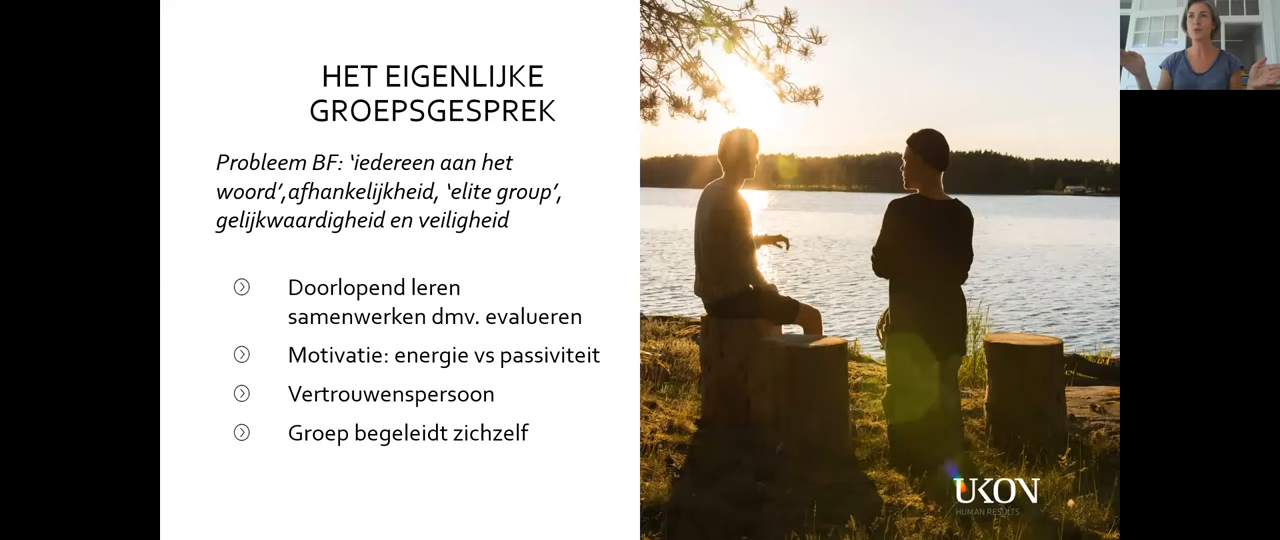 HET EIGENLIJKE
GROEPSGESPREK
Probleem BF: ‘iedereen aan het
woord’,afhankelijkheid, ‘elite group’,
gelijkwaardigheid en veiligheid
Doorlopend leren
samenwerken dmv. evalueren
Motivatie: energie vs passiviteit
Vertrouwenspersoon
Groep begeleidt zichzelf
UKON
HUMAN RESULTS